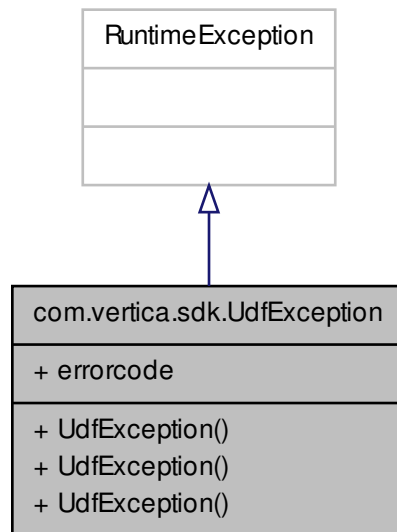 RuntimeException
com.vertica.sdk.UdfException
+ errorcode
+ UdfException()
+ UdfException()
+ UdfException()